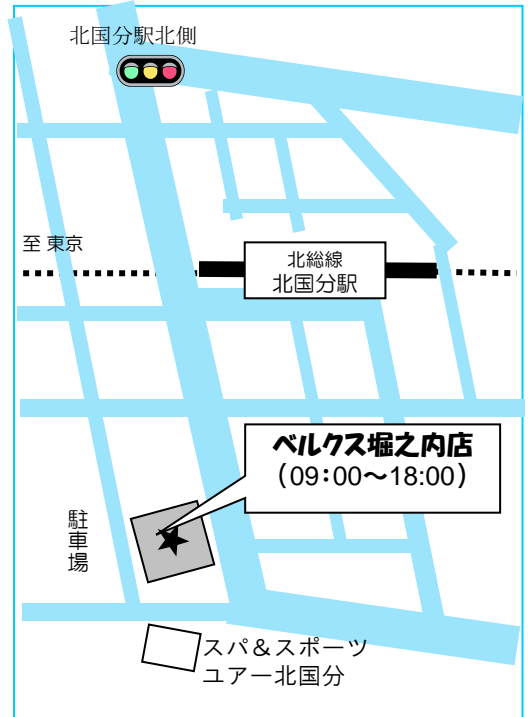 北国分駅北側
至 東京
北総線
北国分駅
ベルクス堀之内店
（09：00～18:00）
駐車場
スパ＆スポーツ
ユアー北国分